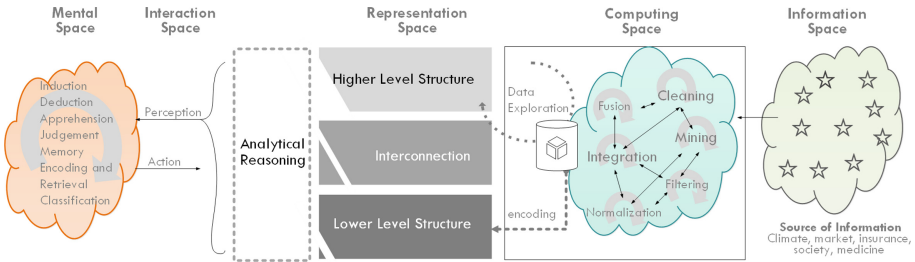 Mental
Space
Interaction
Space
Representation
Space
Computing
Space
Information
Space
Induction
Deduction
Apprehension
Judgement
Memory
Encoding and
Retrieval
Classification
Perception
Action
Analytical
Reasoning
Higher Level Structure
Interconnection
Lower Level Structure
Data
Exploration
encoding
Fusion
Cleaning
Mining
Integration
Filtering
Normalization
Source of Information
Climate, market, insurance,
society, medicine